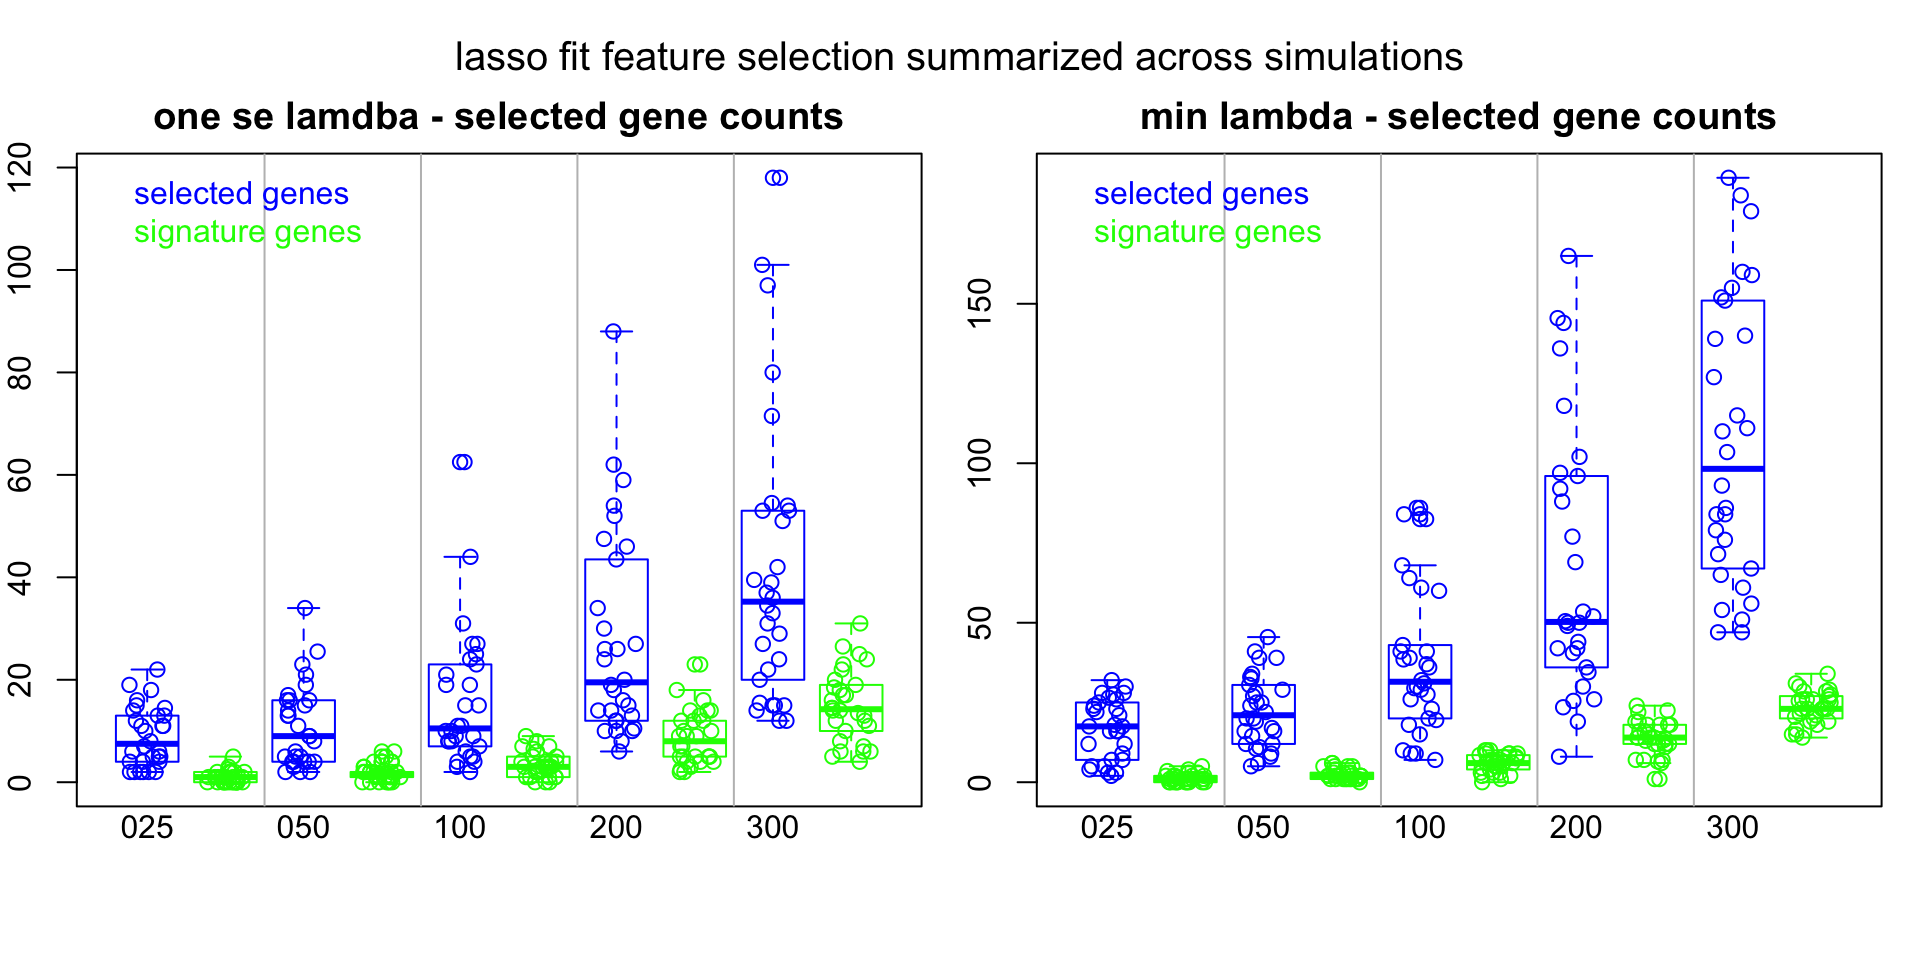 lasso fit feature selection summarized across simulations
one se lamdba - selected gene counts
120
100
80
60
40
20
0
selected genes
signature genes
025 050 100 200 300
min lambda - selected gene counts
150
100
50
0
selected genes
signature genes
025 050 100 200 300